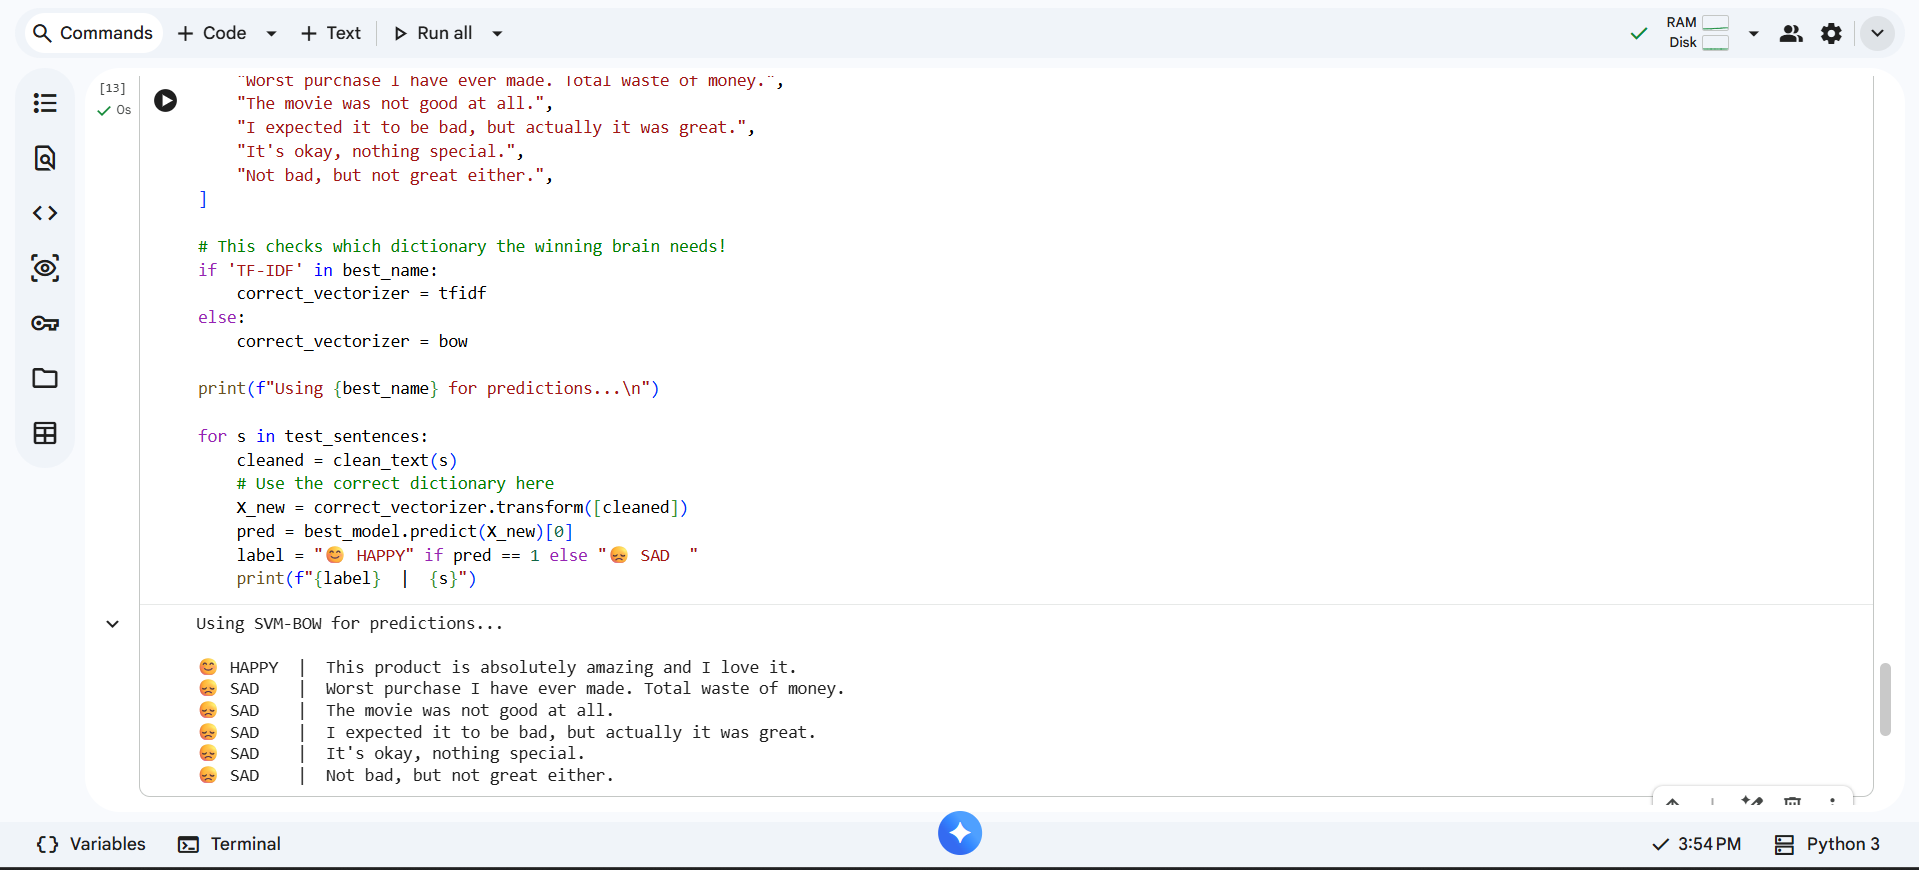 Commands + Code + Text Run all
RAM
Disk
[13]
0s
"Worst purchase I have ever made. Total waste of money.",
"The movie was not good at all.",
"I expected it to be bad, but actually it was great.",
"It's okay, nothing special.",
"Not bad, but not great either.",
]
# This checks which dictionary the winning brain needs!
if 'TF-IDF' in best_name:
    correct_vectorizer = tfidf
else:
    correct_vectorizer = bow
print(f"Using {best_name} for predictions...\n")
for s in test_sentences:
    cleaned = clean_text(s)
    # Use the correct dictionary here
    X_new = correct_vectorizer.transform([cleaned])
    pred = best_model.predict(X_new)[0]
    label = "😊 HAPPY" if pred == 1 else "😞 SAD  "
    print(f"{label}  |  {s}")
Using SVM-BOW for predictions...
😊 HAPPY  |  This product is absolutely amazing and I love it.
😞 SAD    |  Worst purchase I have ever made. Total waste of money.
😞 SAD    |  The movie was not good at all.
😞 SAD    |  I expected it to be bad, but actually it was great.
😞 SAD    |  It's okay, nothing special.
😞 SAD    |  Not bad, but not great either.
{} Variables Terminal 3:54 PM Python 3